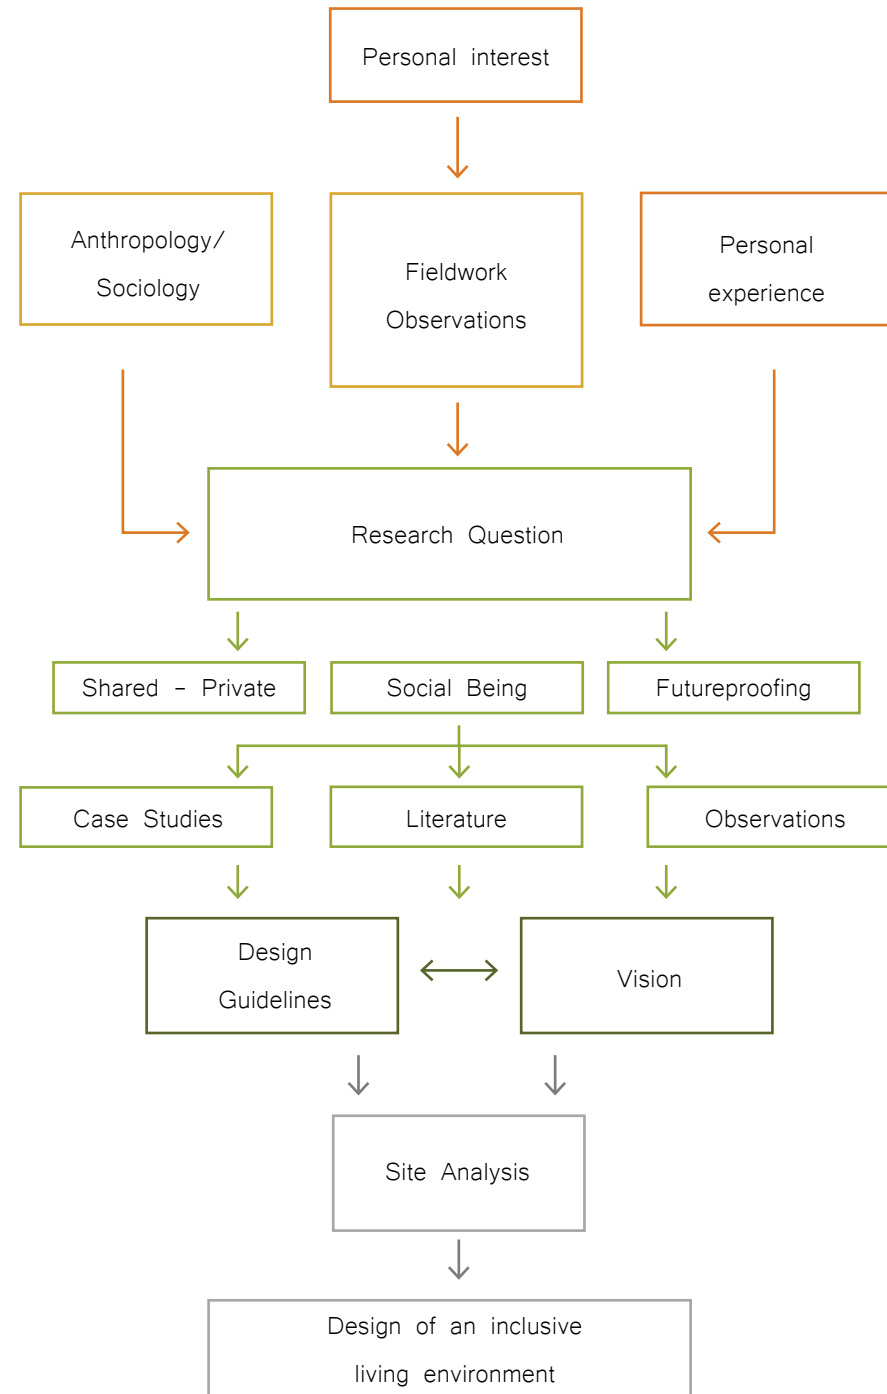 Personal interest
Anthropology/
Sociology
Fieldwork
Observations
Personal
experience
Research Question
Shared - Private
Social Being
Futureproofing
Case Studies
Literature
Observations
Design
Guidelines
Vision
Site Analysis
Design of an inclusive
living environment